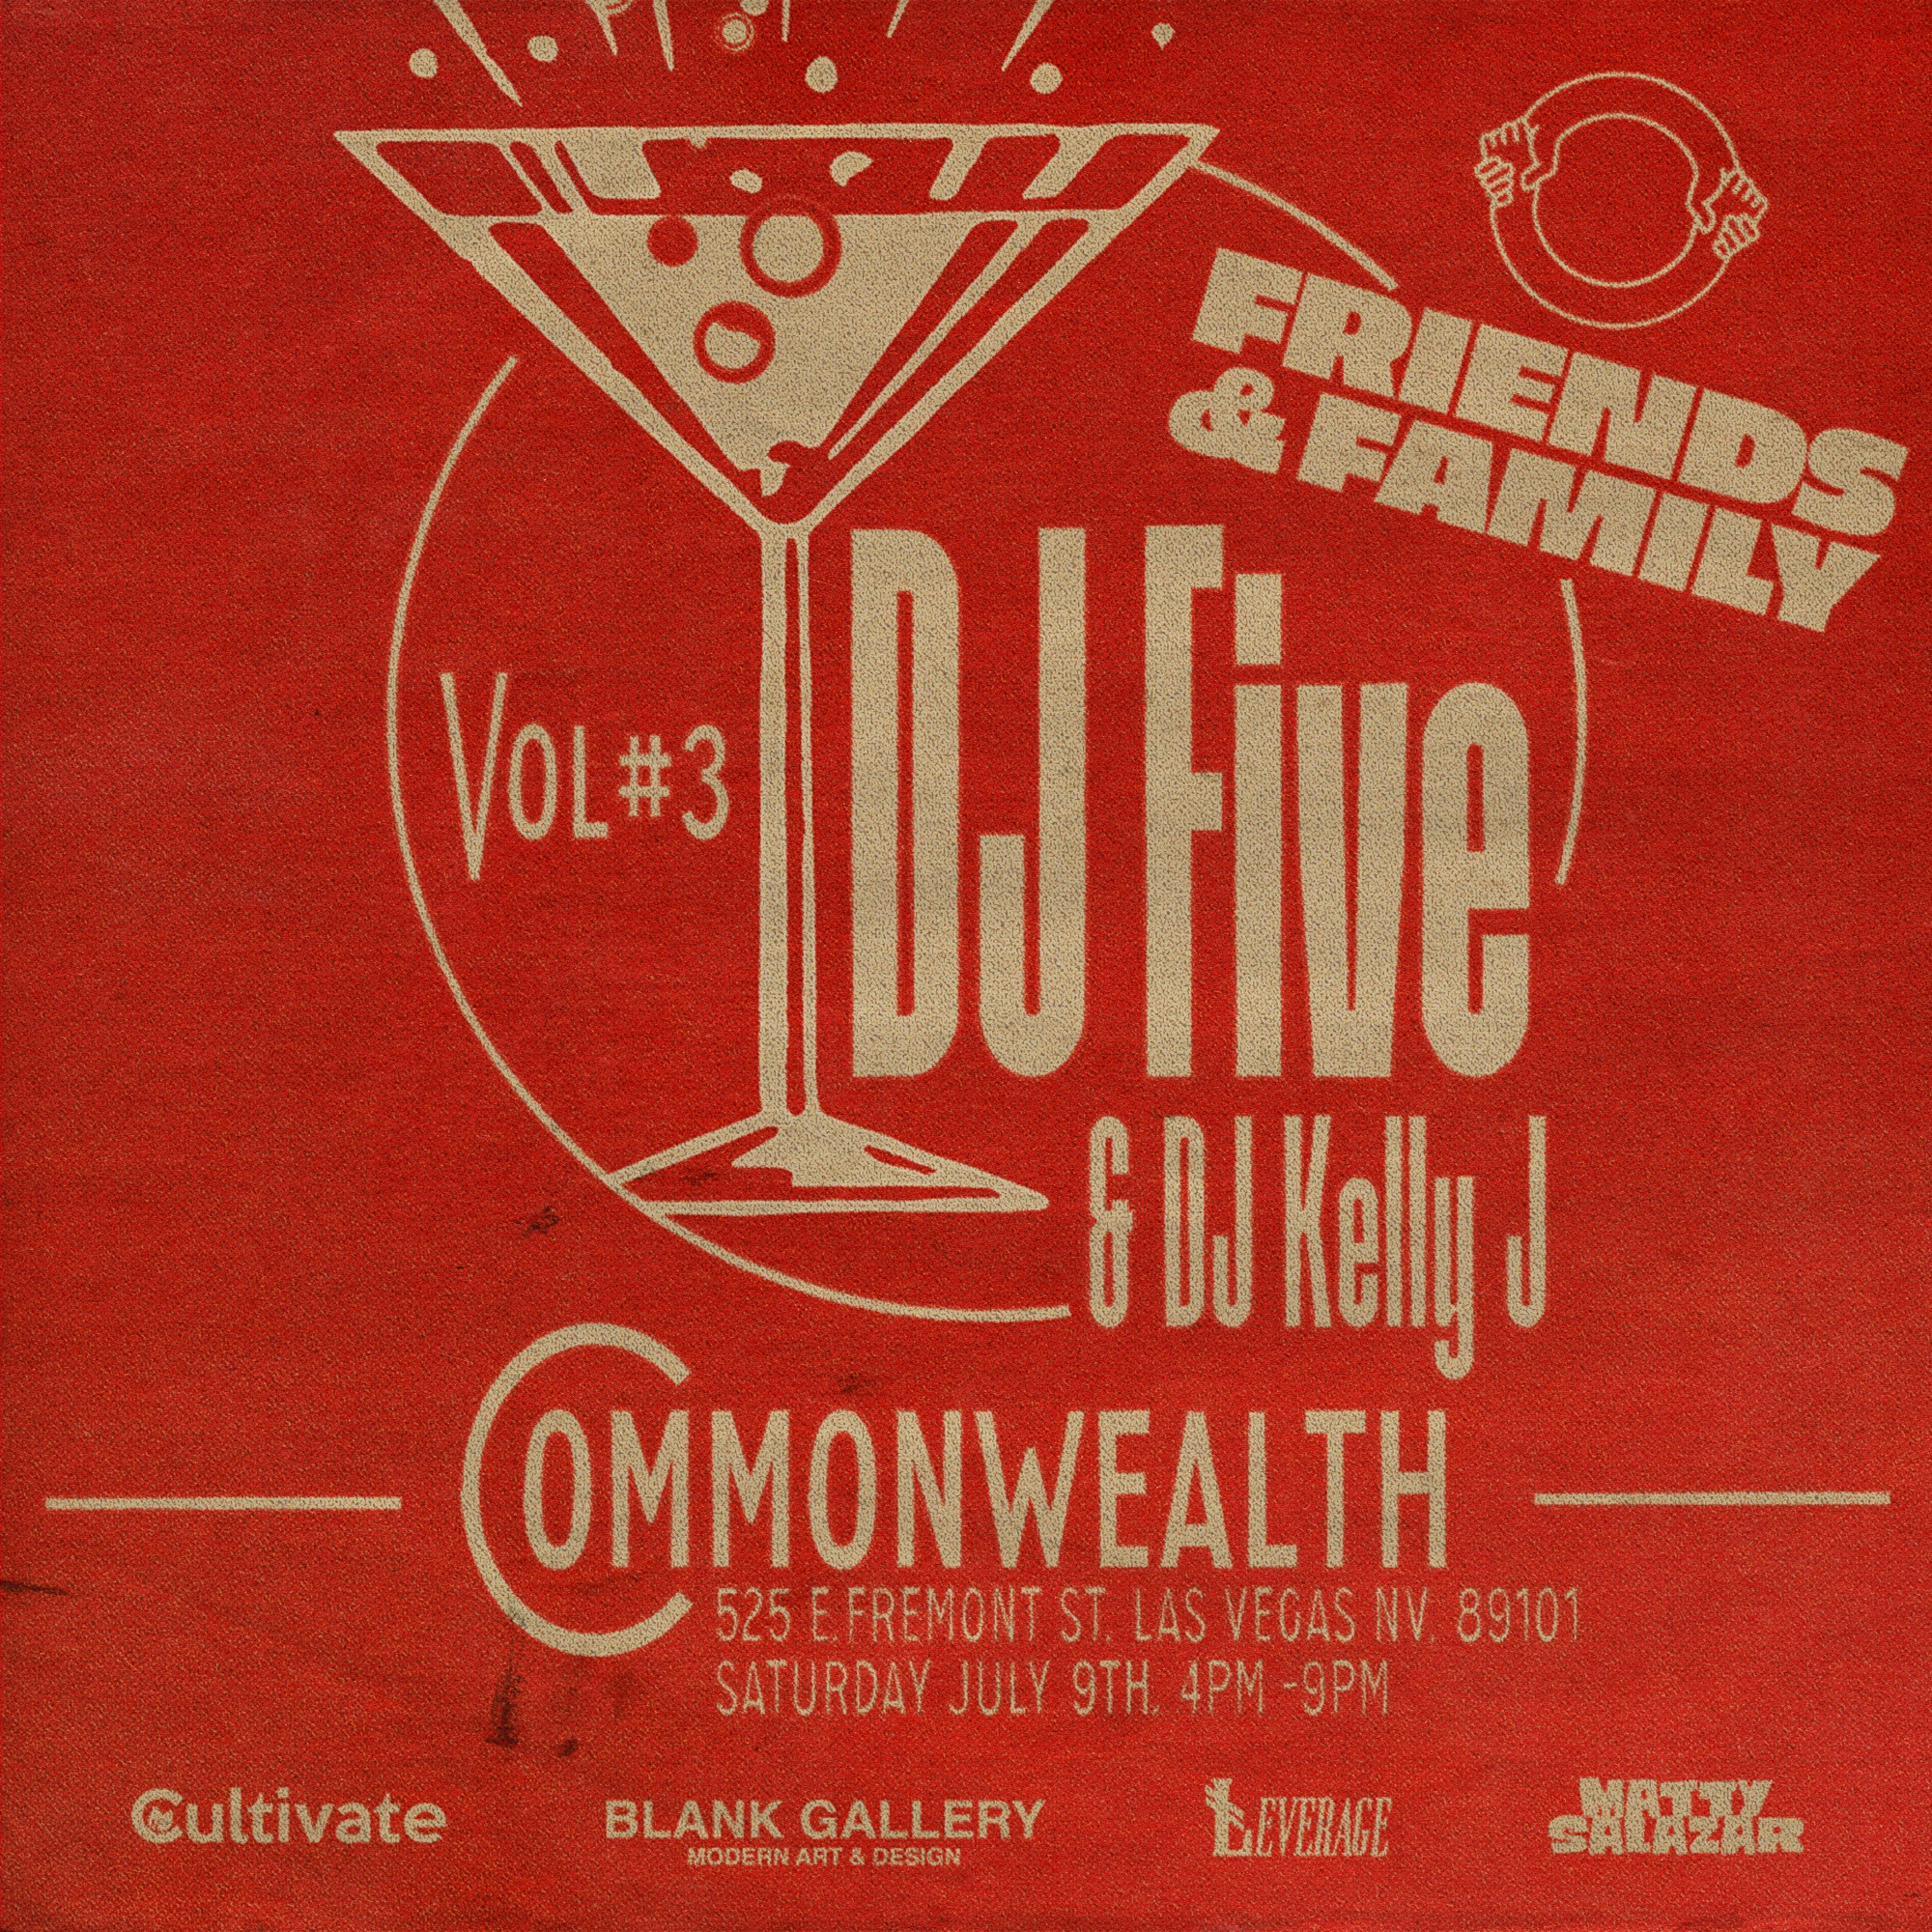 FRIENDS
& FAMILY
VOL#3
DJ Five
& DJ Kelly J
COMMONWEALTH
525 E.FREMONT ST. LAS VEGAS NV. 89101
SATURDAY JULY 9TH. 4PM -9PM
Cultivate
BLANK GALLERY
MODERN ART & DESIGN
LEVERAGE
MATTY
SALAZAR